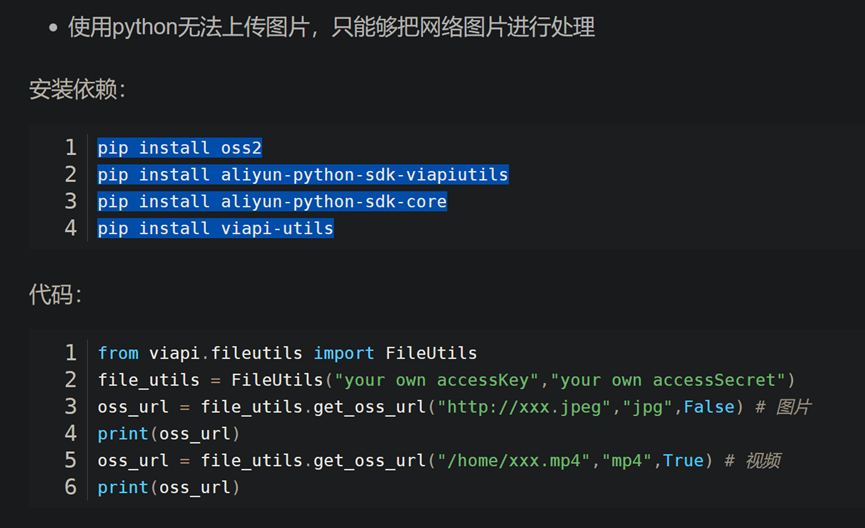 • 使用python无法上传图片，只能够把网络图片进行处理
安装依赖：
1 pip install oss2
2 pip install aliyun-python-sdk-viapiutils
3 pip install aliyun-python-sdk-core
4 pip install viapi-utils
代码：
1 from viapi.fileutils import FileUtils
2 file_utils = FileUtils("your own accessKey","your own accessSecret")
3 oss_url = file_utils.get_oss_url("http://xxx.jpeg","jpg",False) # 图片
4 print(oss_url)
5 oss_url = file_utils.get_oss_url("/home/xxx.mp4","mp4",True) # 视频
6 print(oss_url)